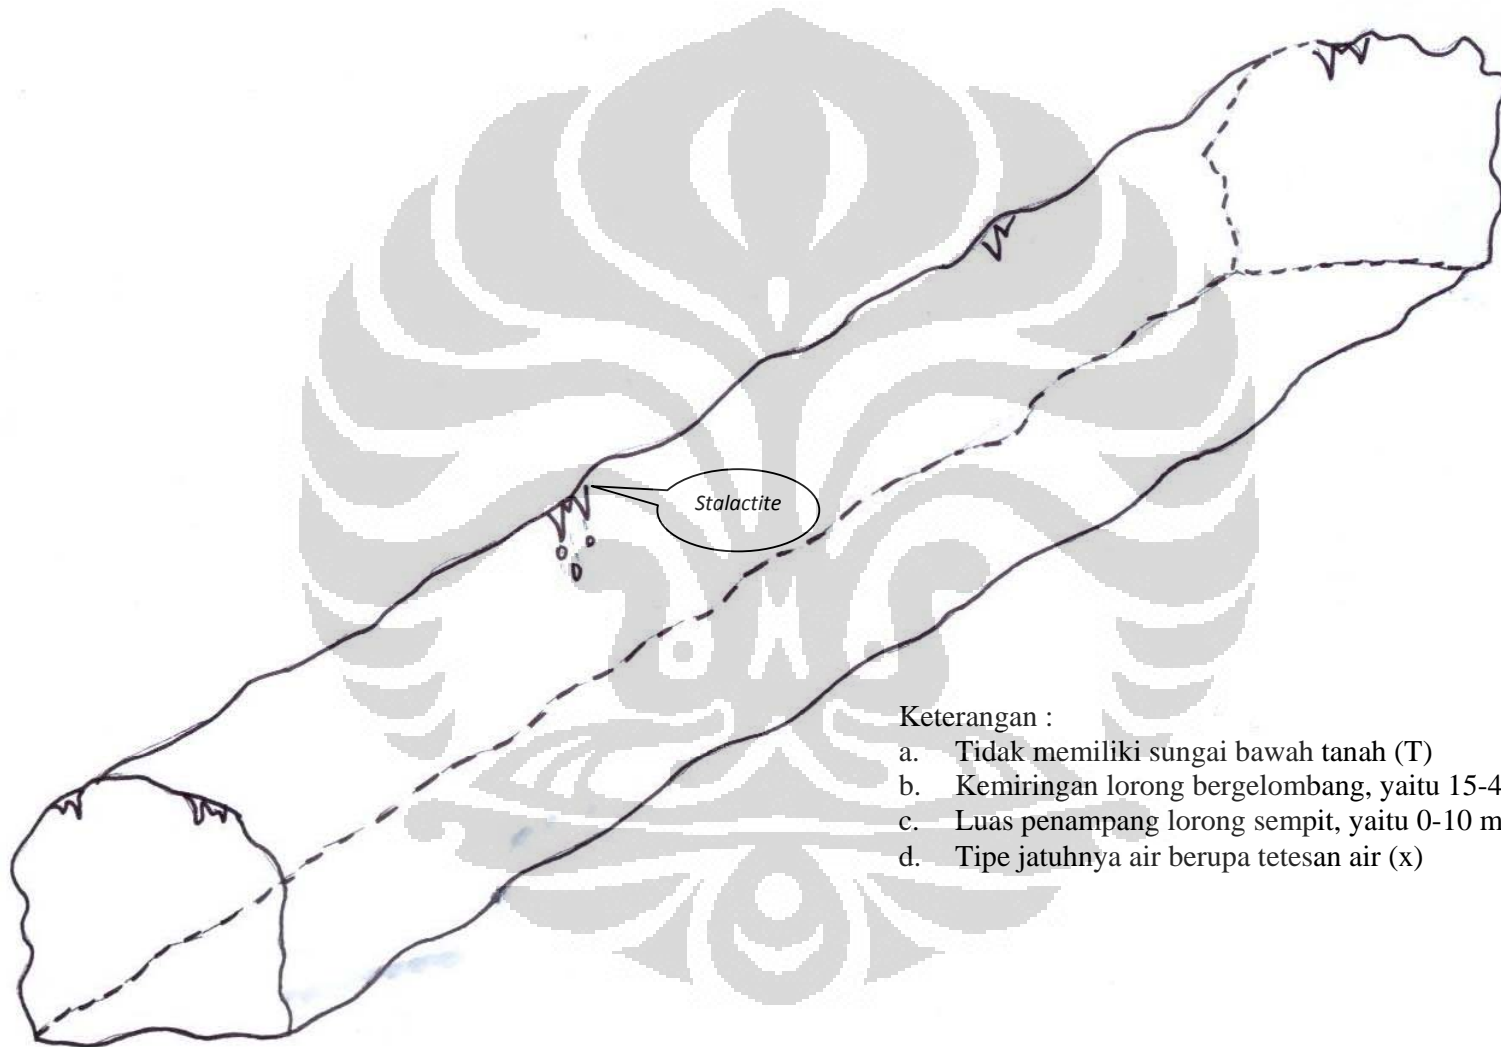 Stalactite
Keterangan :
a. Tidak memiliki sungai bawah tanah (T)
b. Kemiringan lorong bergelombang, yaitu 15-4
c. Luas penampang lorong sempit, yaitu 0-10 m
d. Tipe jatuhnya air berupa tetesan air (x)